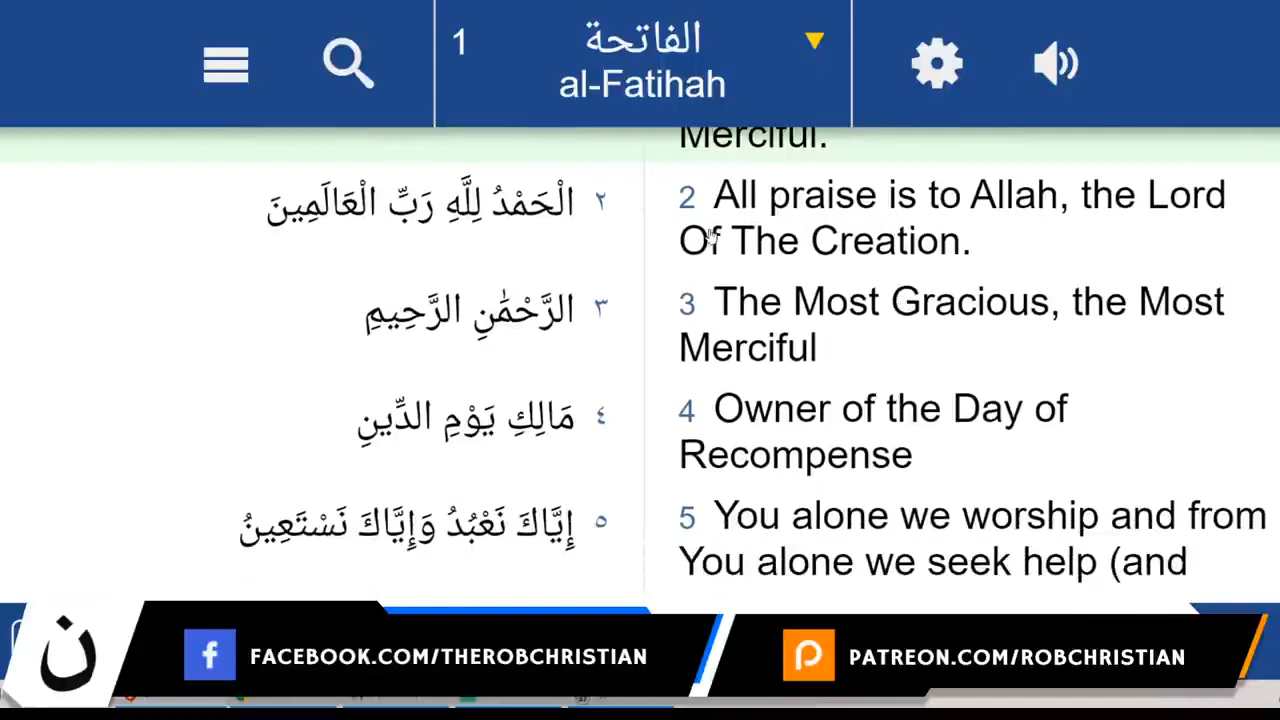 1
الفاتحة
al-Fatihah
Merciful.
٢ الْحَمْدُ لِلَّهِ رَبِّ الْعَالَمِينَ
2 All praise is to Allah, the Lord
Of The Creation.
٣ الرَّحْمَٰنِ الرَّحِيمِ
3 The Most Gracious, the Most
Merciful
٤ مَالِكِ يَوْمِ الدِّينِ
4 Owner of the Day of
Recompense
٥ إِيَّاكَ نَعْبُدُ وَإِيَّاكَ نَسْتَعِينُ
5 You alone we worship and from
You alone we seek help (and
ن
f
FACEBOOK.COM/THEROBCHRISTIAN
PATREON.COM/ROBCHRISTIAN